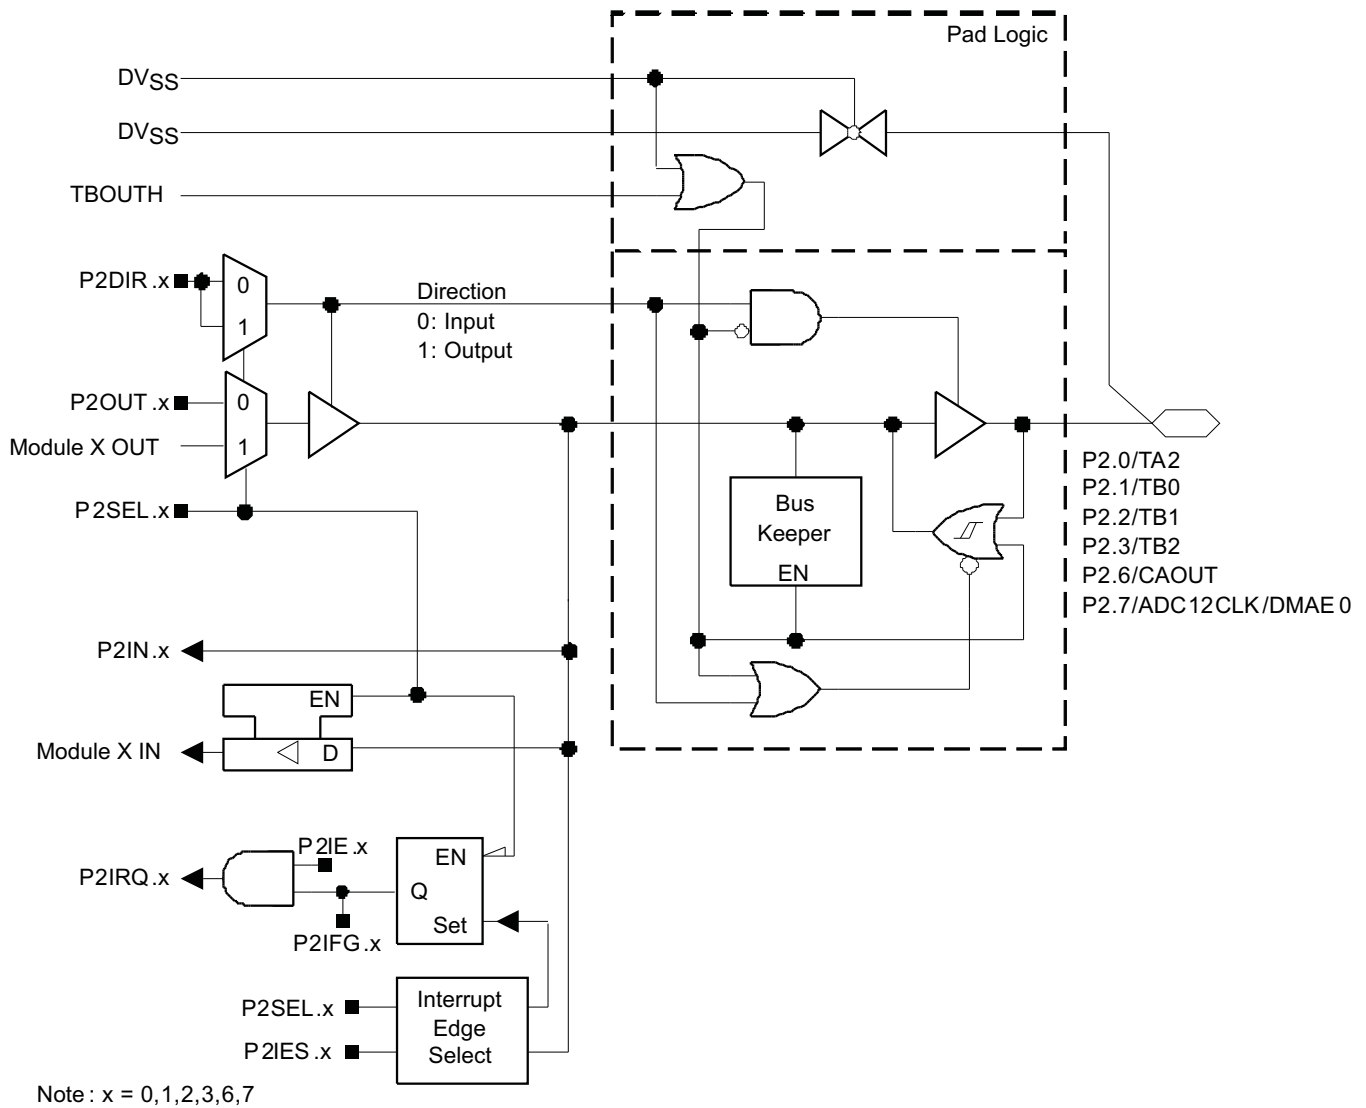 Pad Logic
DVSS
DVSS
TBOUTH
P2DIR.x
0
1
Direction
0: Input
1: Output
P2OUT.x
0
Module X OUT
1
P2SEL.x
Bus
Keeper
EN
P2.0/TA2
P2.1/TB0
P2.2/TB1
P2.3/TB2
P2.6/CAOUT
P2.7/ADC12CLK/DMAE0
P2IN.x
EN
Module X IN
D
P2IE.x
P2IRQ.x
EN
Q
Set
P2IFG.x
P2SEL.x
P2IES.x
Interrupt
Edge
Select
Note: x = 0,1,2,3,6,7